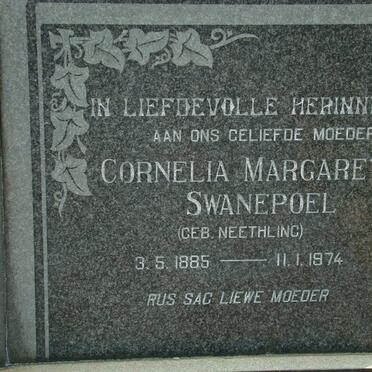 IN LIEFDEVOLLE HERINN
AAN ONS GELIEFDE MOEDER
CORNELIA MARGARE
SWANEPOEL
(GEB. NEETHLING)
3.5.1885 — 11.1.1974
RUS SAG LIEWE MOEDER